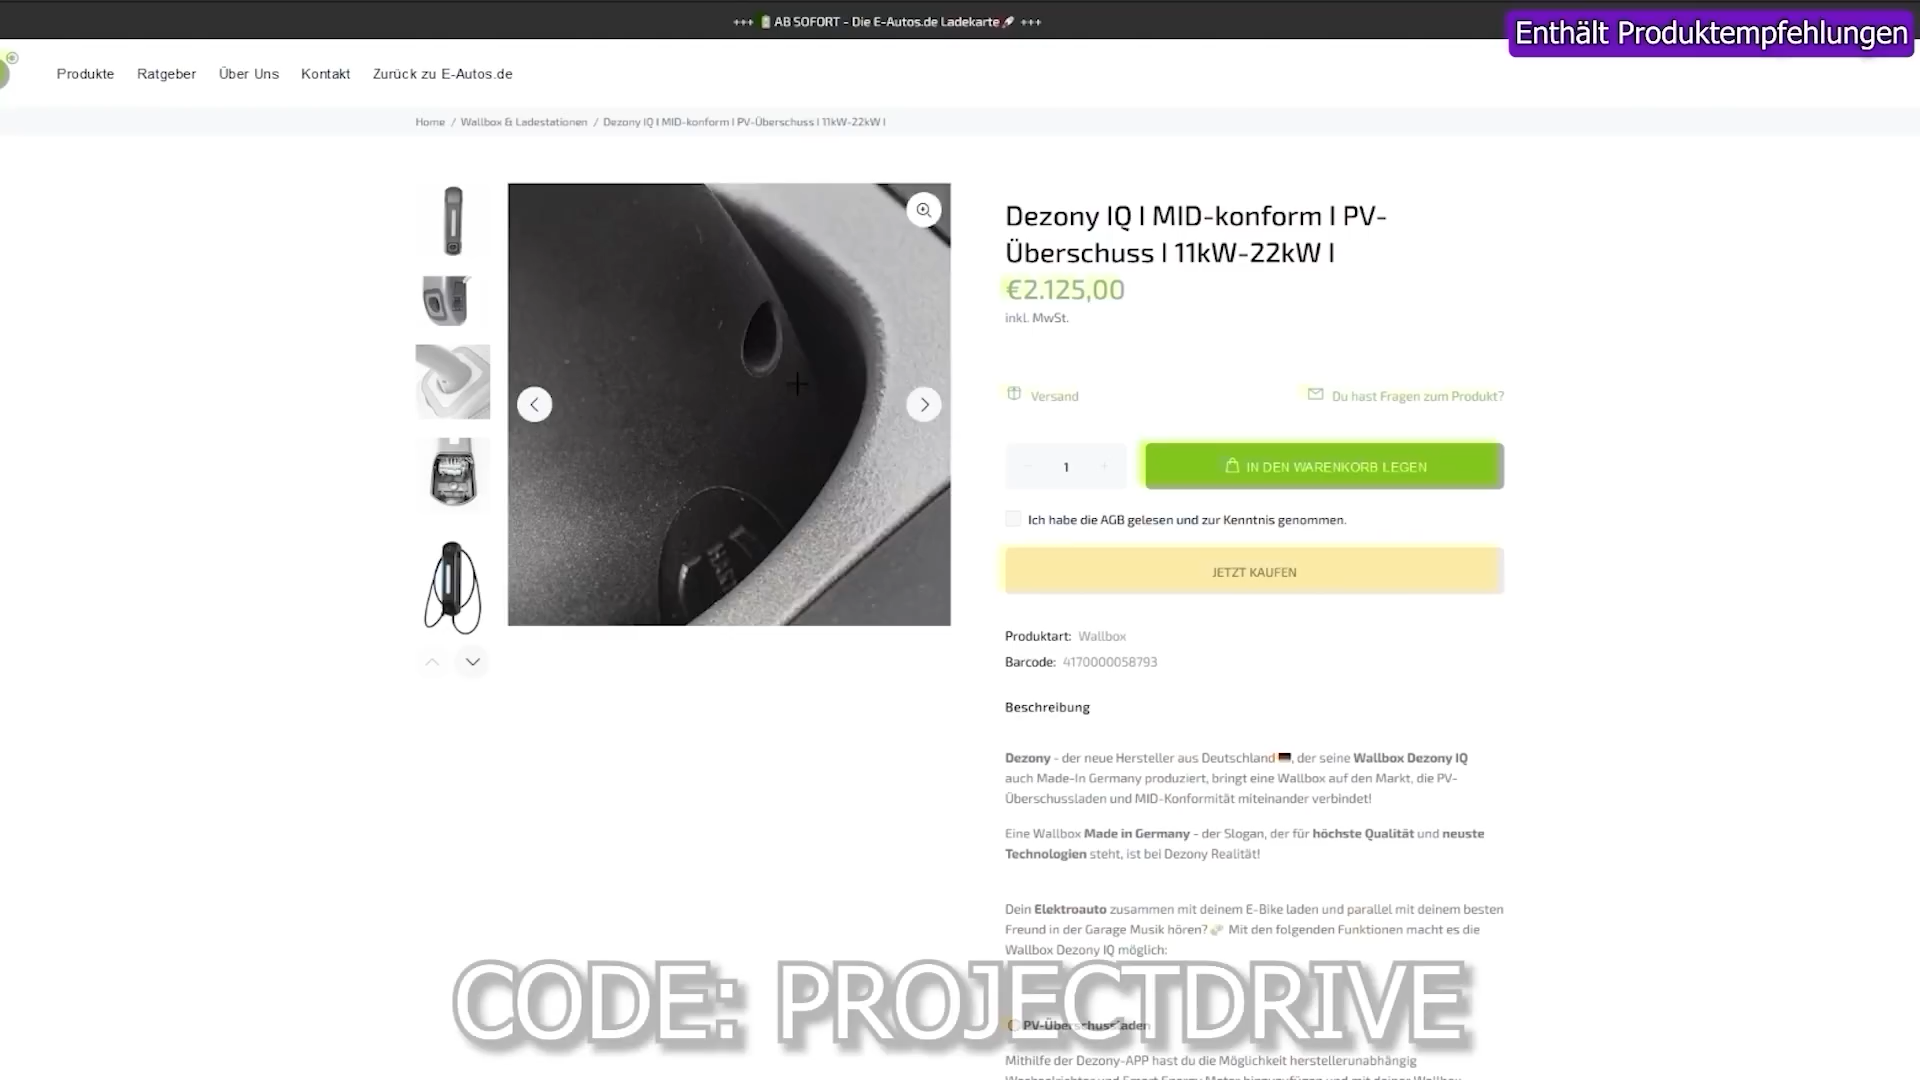 +++ 🔋 AB SOFORT - Die E-Autos.de Ladekarte 🚀 +++
Enthält Produktempfehlungen
Produkte Ratgeber Über Uns Kontakt Zurück zu E-Autos.de
Home / Wallbox & Ladestationen / Dezony IQ I MID-konform I PV-Überschuss I 11kW-22kW I
Dezony IQ I MID-konform I PV-
Überschuss I 11kW-22kW I
€2.125,00
inkl. MwSt.
Versand Du hast Fragen zum Produkt?
− 1 + IN DEN WARENKORB LEGEN
Ich habe die AGB gelesen und zur Kenntnis genommen.
JETZT KAUFEN
Produktart: Wallbox
Barcode: 4170000058793
Beschreibung
Dezony - der neue Hersteller aus Deutschland 🇩🇪, der seine Wallbox Dezony IQ
auch Made-In Germany produziert, bringt eine Wallbox auf den Markt, die PV-
Überschussladen und MID-Konformität miteinander verbindet!
Eine Wallbox Made in Germany - der Slogan, der für höchste Qualität und neuste
Technologien steht, ist bei Dezony Realität!
Dein Elektroauto zusammen mit deinem E-Bike laden und parallel mit deinem besten
Freund in der Garage Musik hören? Mit den folgenden Funktionen macht es die
Wallbox Dezony IQ möglich:
CODE: PROJECTDRIVE
PV-Überschussladen
Mithilfe der Dezony-APP hast du die Möglichkeit herstellerunabhängig